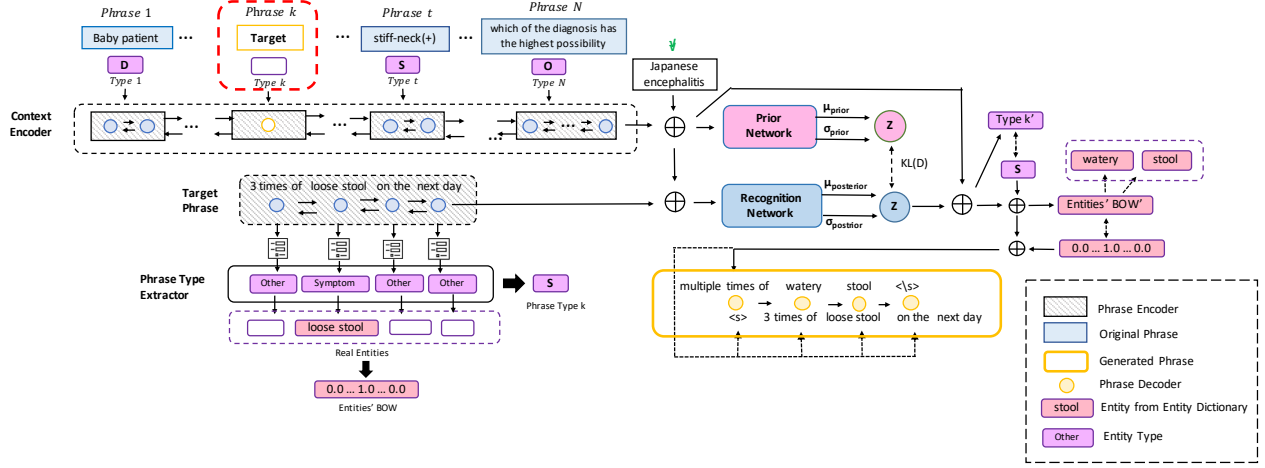 Phrase 1
Phrase k
Phrase t
Phrase N
Baby patient
...
Target
...
stiff-neck(+)
...
which of the diagnosis has
the highest possibility
D
S
O
Type 1
Type k
Type t
Type N
y
Japanese
encephalitis
Context
Encoder
...
...
...
...
Prior
Network
μprior
σprior
Z
KL(D)
Type k'
S
watery
stool
Target
Phrase
3 times of loose stool on the next day
Recognition
Network
μposterior
σpostrior
Z
Entities' BOW'
0.0 ... 1.0 ... 0.0
Phrase Type
Extractor
Other
Symptom
Other
Other
S
Phrase Type k
loose stool
Real Entities
0.0 ... 1.0 ... 0.0
Entities' BOW
multiple times of watery stool <\s>
<s> 3 times of loose stool on the next day
Phrase Encoder
Original Phrase
Generated Phrase
Phrase Decoder
stool
Entity from Entity Dictionary
Other
Entity Type